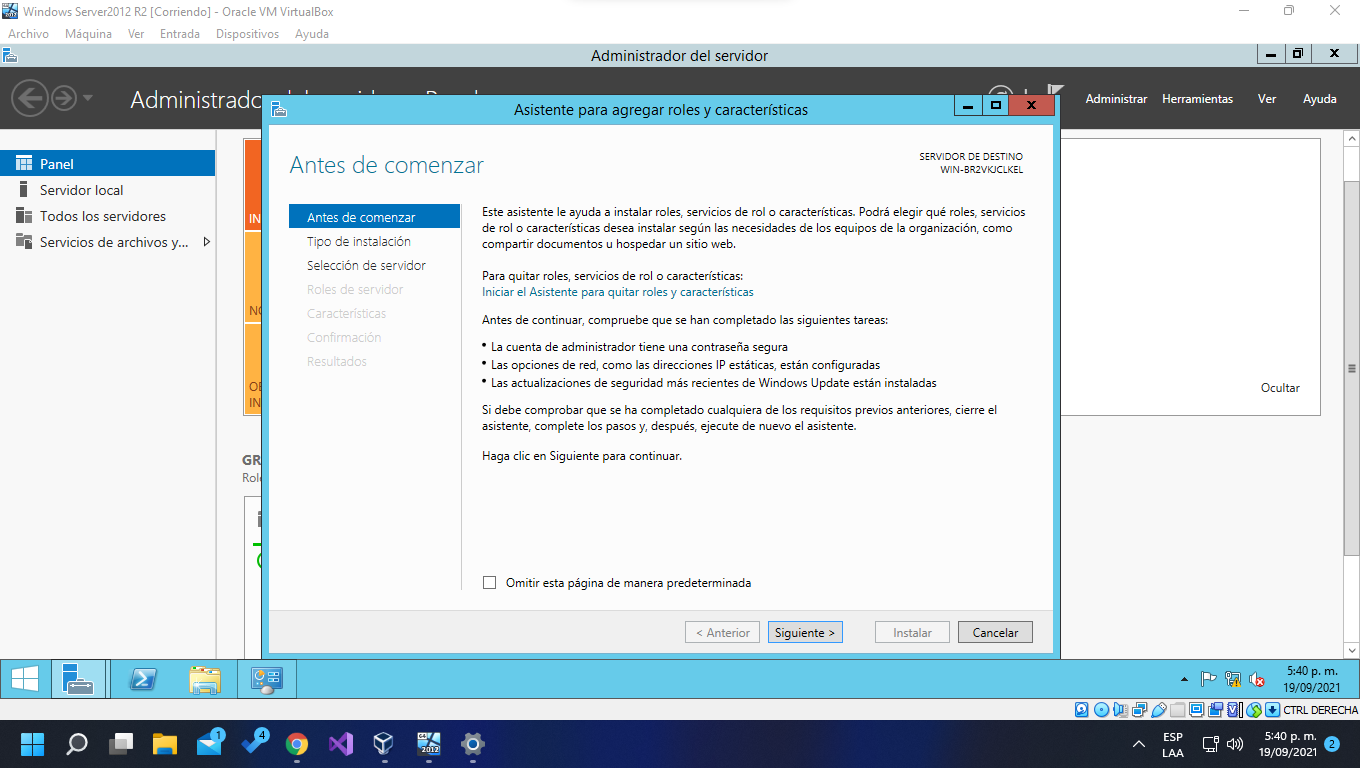 Windows Server2012 R2 [Corriendo] - Oracle VM VirtualBox
Archivo Máquina Ver Entrada Dispositivos Ayuda
Administrador del servidor
Administrar Herramientas Ver Ayuda
Asistente para agregar roles y características
Panel
Servidor local
Todos los servidores
Servicios de archivos y...
Antes de comenzar
SERVIDOR DE DESTINO
WIN-BR2VKJCLKEL
Antes de comenzar
Tipo de instalación
Selección de servidor
Roles de servidor
Características
Confirmación
Resultados
Este asistente le ayuda a instalar roles, servicios de rol o características. Podrá elegir qué roles, servicios
de rol o características desea instalar según las necesidades de los equipos de la organización, como
compartir documentos u hospedar un sitio web.
Para quitar roles, servicios de rol o características:
Iniciar el Asistente para quitar roles y características
Antes de continuar, compruebe que se han completado las siguientes tareas:
• La cuenta de administrador tiene una contraseña segura
• Las opciones de red, como las direcciones IP estáticas, están configuradas
• Las actualizaciones de seguridad más recientes de Windows Update están instaladas
Si debe comprobar que se ha completado cualquiera de los requisitos previos anteriores, cierre el
asistente, complete los pasos y, después, ejecute de nuevo el asistente.
Haga clic en Siguiente para continuar.
Omitir esta página de manera predeterminada
< Anterior Siguiente > Instalar Cancelar
Ocultar
5:40 p. m.
19/09/2021
CTRL DERECHA
1 4 64 2012
ESP
LAA
5:40 p. m.
19/09/2021
2